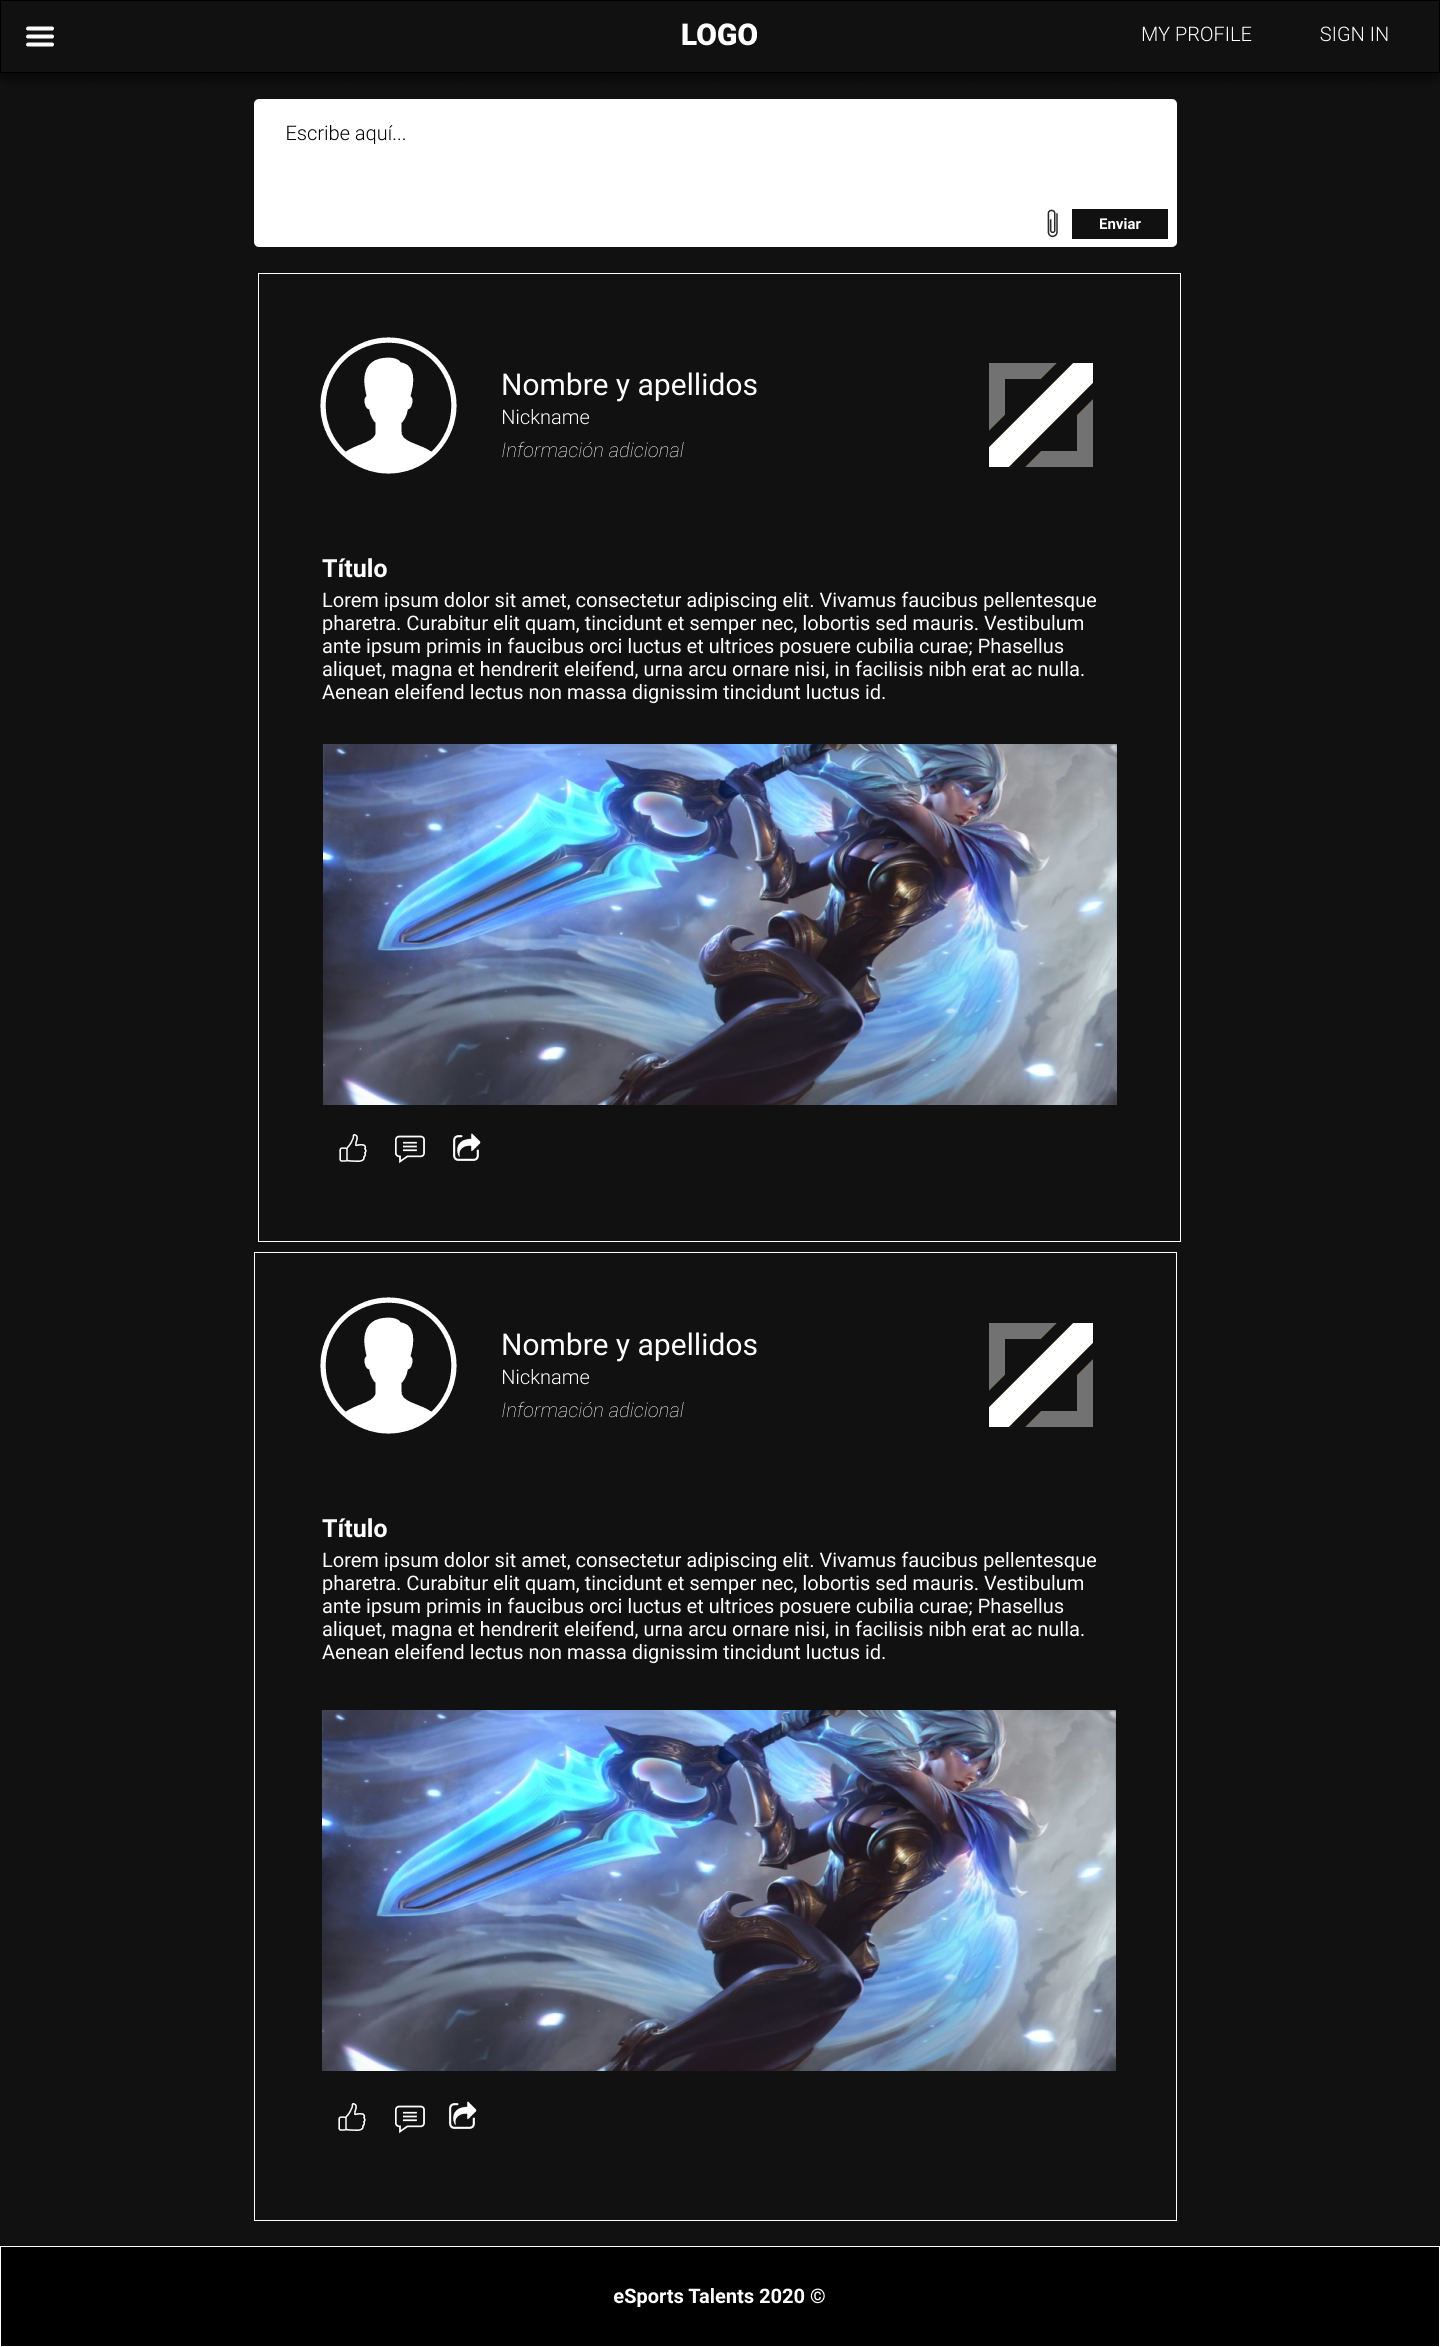 LOGO
MY PROFILE
SIGN IN
Escribe aquí...
Enviar
Nombre y apellidos
Nickname
Información adicional
Título
Lorem ipsum dolor sit amet, consectetur adipiscing elit. Vivamus faucibus pellentesque
pharetra. Curabitur elit quam, tincidunt et semper nec, lobortis sed mauris. Vestibulum
ante ipsum primis in faucibus orci luctus et ultrices posuere cubilia curae; Phasellus
aliquet, magna et hendrerit eleifend, urna arcu ornare nisi, in facilisis nibh erat ac nulla.
Aenean eleifend lectus non massa dignissim tincidunt luctus id.
Nombre y apellidos
Nickname
Información adicional
Título
Lorem ipsum dolor sit amet, consectetur adipiscing elit. Vivamus faucibus pellentesque
pharetra. Curabitur elit quam, tincidunt et semper nec, lobortis sed mauris. Vestibulum
ante ipsum primis in faucibus orci luctus et ultrices posuere cubilia curae; Phasellus
aliquet, magna et hendrerit eleifend, urna arcu ornare nisi, in facilisis nibh erat ac nulla.
Aenean eleifend lectus non massa dignissim tincidunt luctus id.
eSports Talents 2020 ©